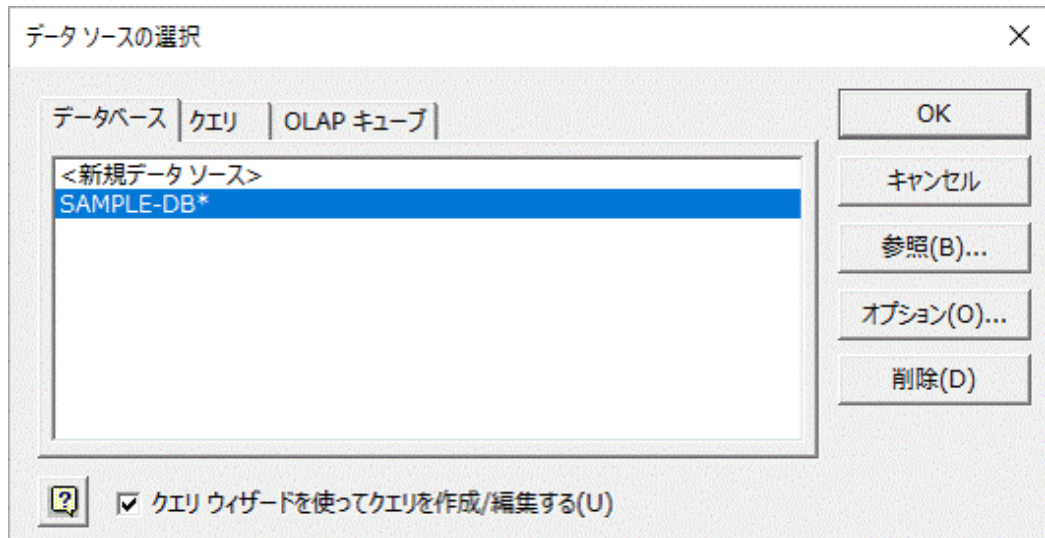 データ ソースの選択
データベース クエリ OLAP キューブ
<新規データ ソース>
SAMPLE-DB*
OK
キャンセル
参照(B)...
オプション(O)...
削除(D)
クエリ ウィザードを使ってクエリを作成/編集する(U)